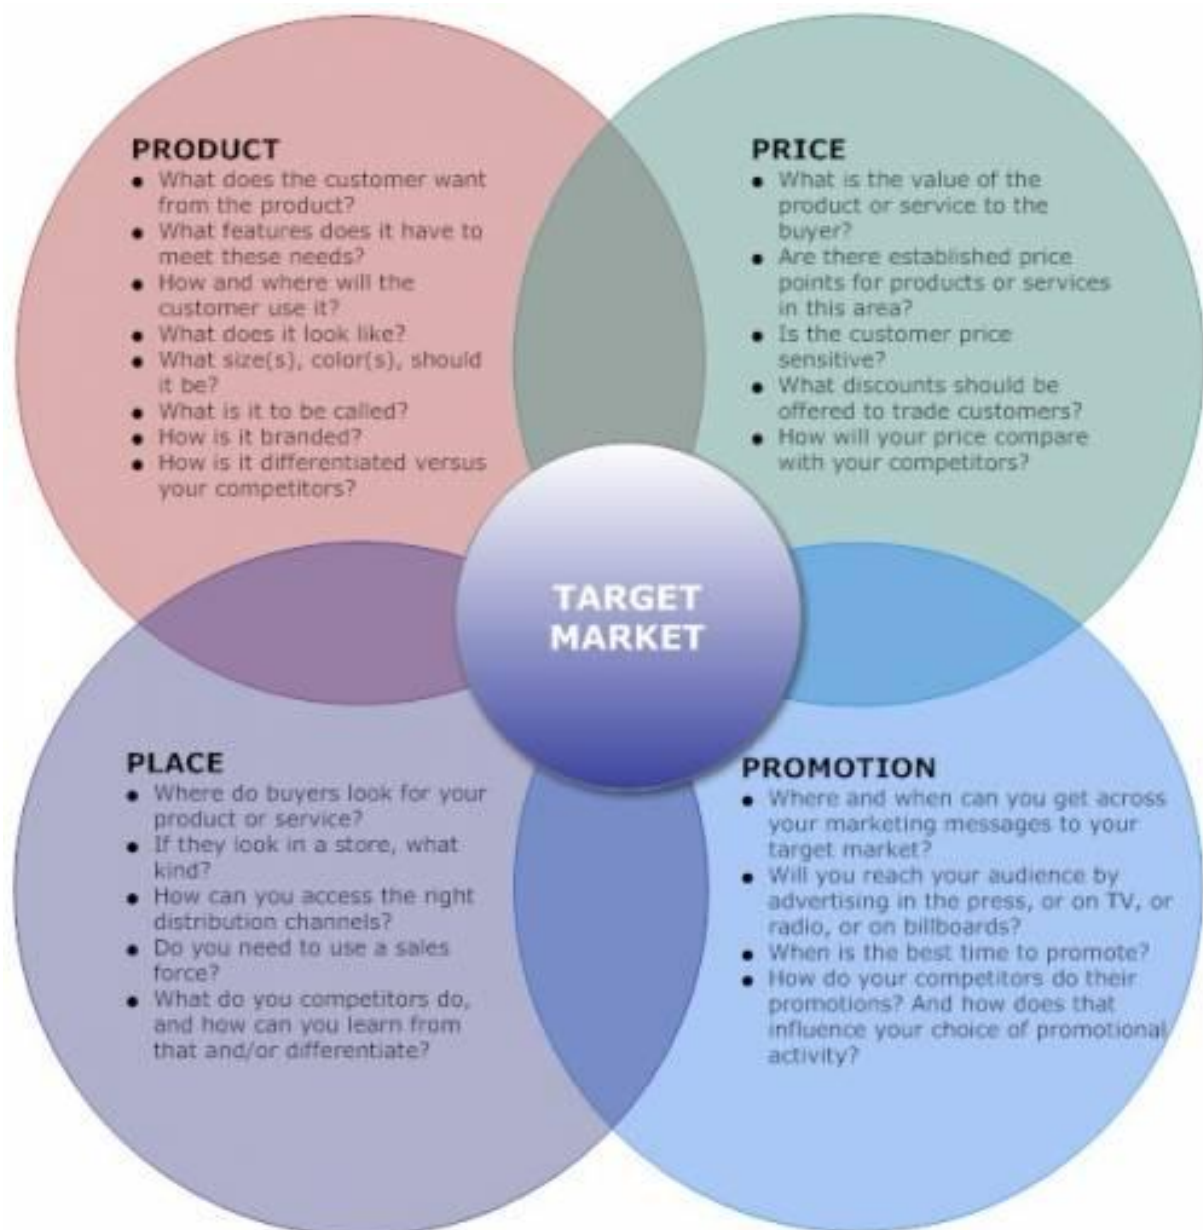 PRODUCT
● What does the customer want
from the product?
● What features does it have to
meet these needs?
● How and where will the
customer use it?
● What does it look like?
● What size(s), color(s), should
it be?
● What is it to be called?
● How is it branded?
● How is it differentiated versus
your competitors?
PRICE
● What is the value of the
product or service to the
buyer?
● Are there established price
points for products or services
in this area?
● Is the customer price
sensitive?
● What discounts should be
offered to trade customers?
● How will your price compare
with your competitors?
TARGET
MARKET
PLACE
● Where do buyers look for your
product or service?
● If they look in a store, what
kind?
● How can you access the right
distribution channels?
● Do you need to use a sales
force?
● What do you competitors do,
and how can you learn from
that and/or differentiate?
PROMOTION
● Where and when can you get across
your marketing messages to your
target market?
● Will you reach your audience by
advertising in the press, or on TV, or
radio, or on billboards?
● When is the best time to promote?
● How do your competitors do their
promotions? And how does that
influence your choice of promotional
activity?